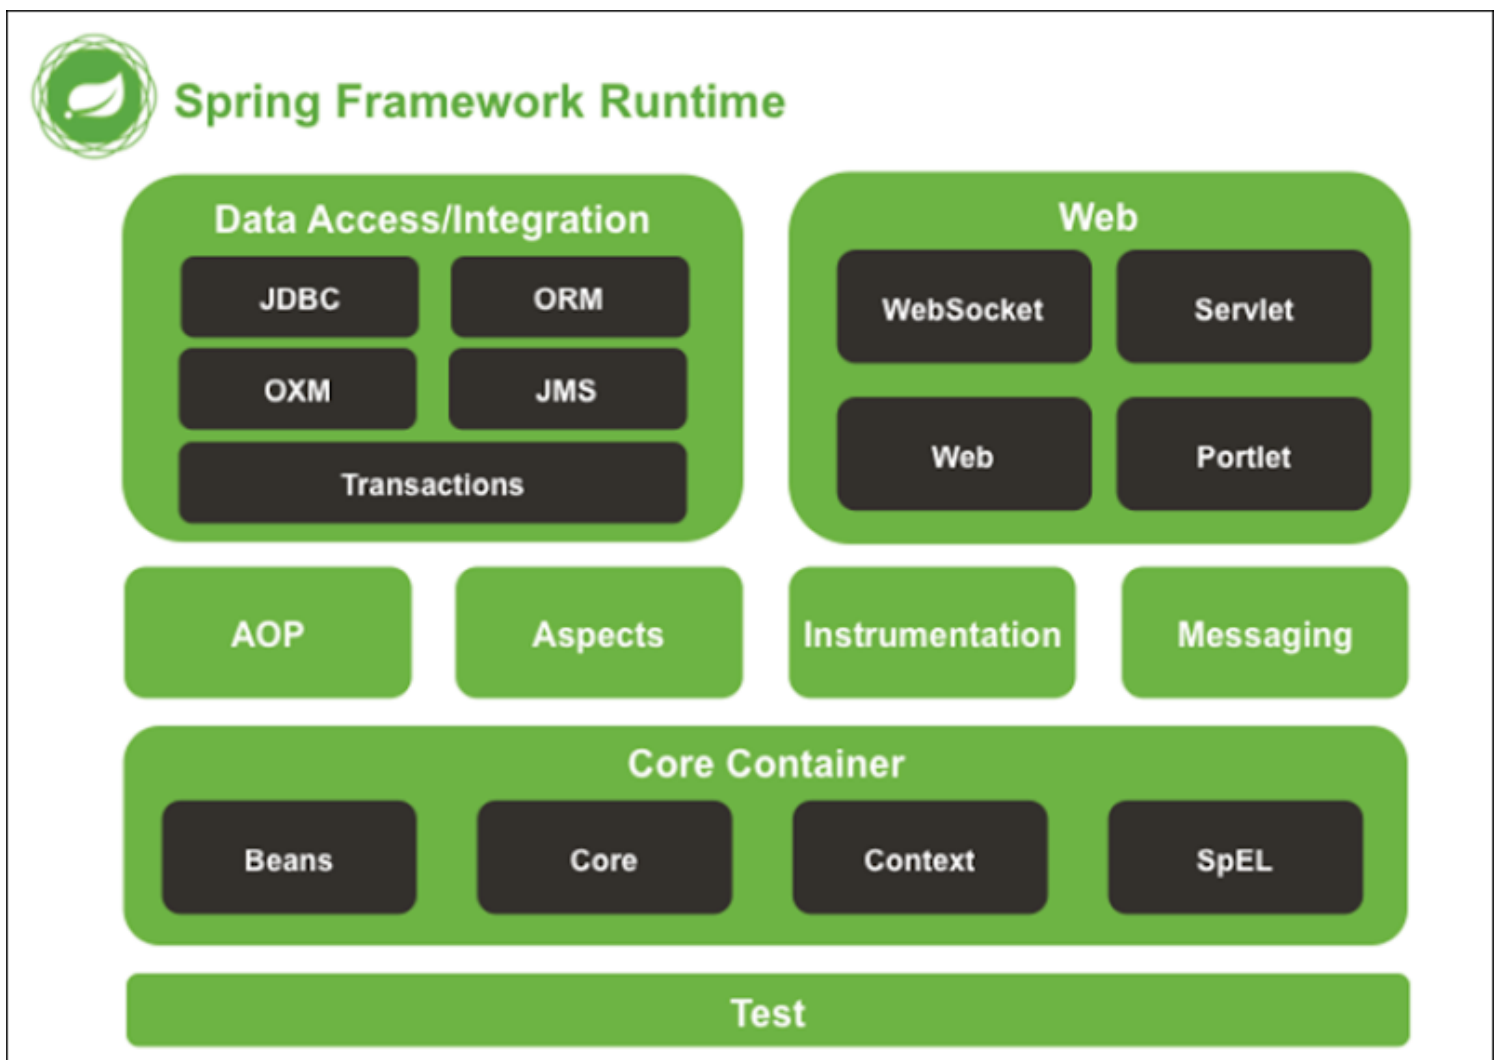 Spring Framework Runtime
Data Access/Integration
JDBC
ORM
OXM
JMS
Transactions
Web
WebSocket
Servlet
Web
Portlet
AOP
Aspects
Instrumentation
Messaging
Core Container
Beans
Core
Context
SpEL
Test